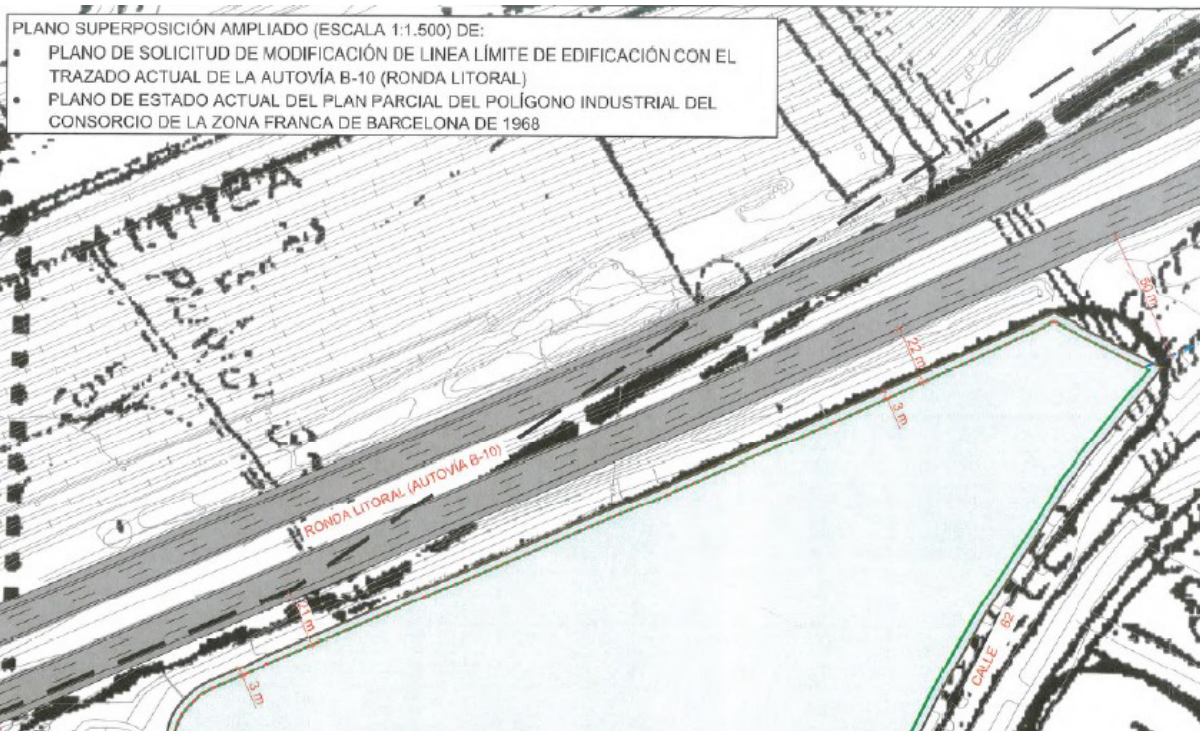 PLANO SUPERPOSICIÓN AMPLIADO (ESCALA 1:1.500) DE:
• PLANO DE SOLICITUD DE MODIFICACIÓN DE LINEA LÍMITE DE EDIFICACIÓN CON EL
TRAZADO ACTUAL DE LA AUTOVÍA B-10 (RONDA LITORAL)
• PLANO DE ESTADO ACTUAL DEL PLAN PARCIAL DEL POLÍGONO INDUSTRIAL DEL
CONSORCIO DE LA ZONA FRANCA DE BARCELONA DE 1968
50 m
22 m
3 m
RONDA LITORAL (AUTOVÍA B-10)
21 m
3 m
CALLE 62